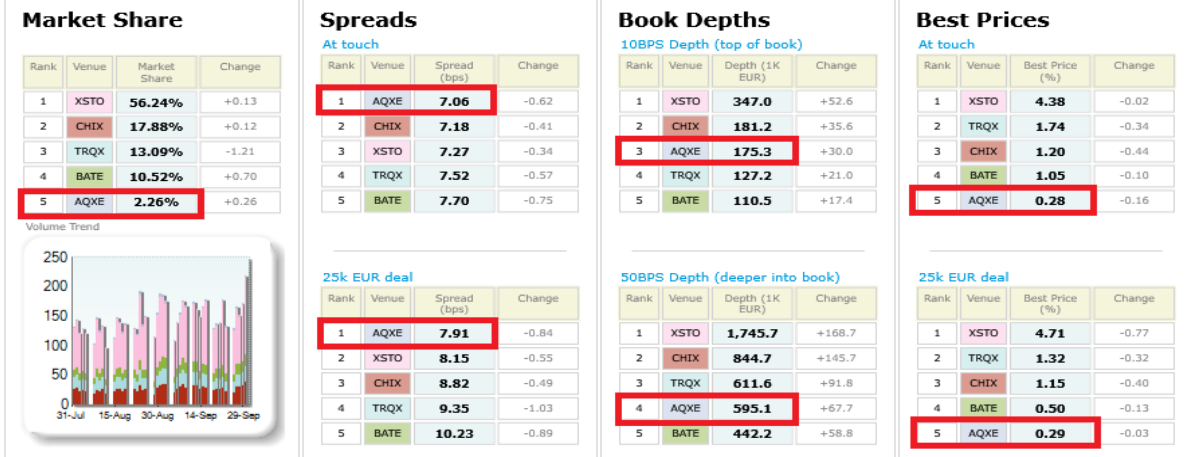 Market Share
Rank Venue Market Share Change
1 XSTO 56.24% +0.13
2 CHIX 17.88% +0.12
3 TRQX 13.09% -1.21
4 BATE 10.52% +0.70
5 AQXE 2.26% +0.26
Volume Trend
250
200
150
100
50
0
31-Jul 15-Aug 30-Aug 14-Sep 29-Sep
Spreads
At touch
Rank Venue Spread (bps) Change
1 AQXE 7.06 -0.62
2 CHIX 7.18 -0.41
3 XSTO 7.27 -0.34
4 TRQX 7.52 -0.57
5 BATE 7.70 -0.75
25k EUR deal
Rank Venue Spread (bps) Change
1 AQXE 7.91 -0.84
2 XSTO 8.15 -0.55
3 CHIX 8.82 -0.49
4 TRQX 9.35 -1.03
5 BATE 10.23 -0.89
Book Depths
10BPS Depth (top of book)
Rank Venue Depth (1K EUR) Change
1 XSTO 347.0 +52.6
2 CHIX 181.2 +35.6
3 AQXE 175.3 +30.0
4 TRQX 127.2 +21.0
5 BATE 110.5 +17.4
50BPS Depth (deeper into book)
Rank Venue Depth (1K EUR) Change
1 XSTO 1,745.7 +168.7
2 CHIX 844.7 +145.7
3 TRQX 611.6 +91.8
4 AQXE 595.1 +67.7
5 BATE 442.2 +58.8
Best Prices
At touch
Rank Venue Best Price (%) Change
1 XSTO 4.38 -0.02
2 TRQX 1.74 -0.34
3 CHIX 1.20 -0.44
4 BATE 1.05 -0.10
5 AQXE 0.28 -0.16
25k EUR deal
Rank Venue Best Price (%) Change
1 XSTO 4.71 -0.77
2 TRQX 1.32 -0.32
3 CHIX 1.15 -0.40
4 BATE 0.50 -0.13
5 AQXE 0.29 -0.03